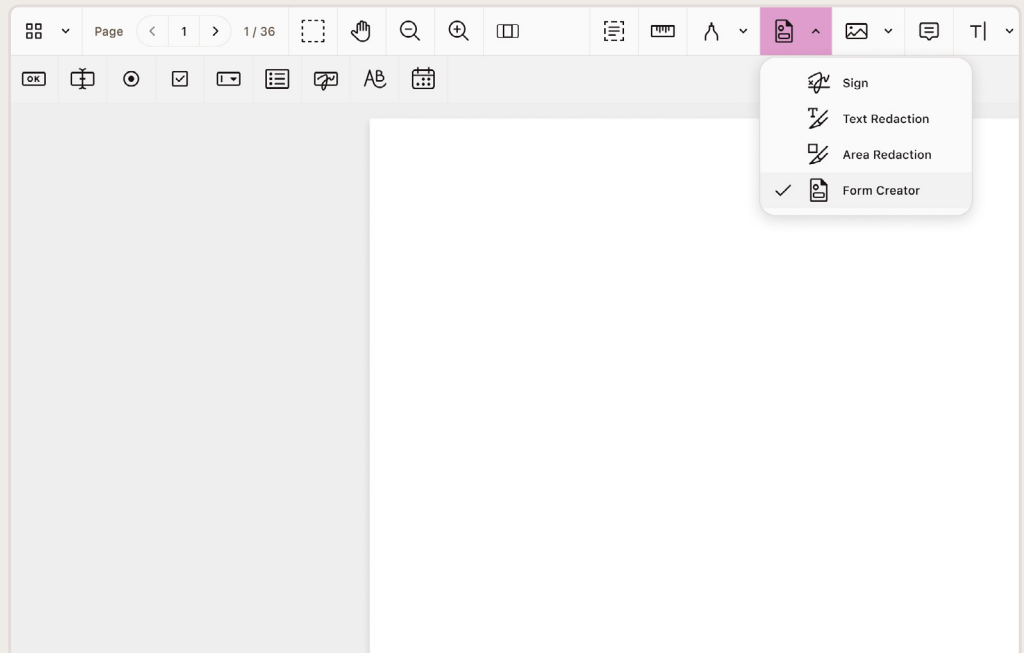 Page 1 1 / 36 T
OK AB
Sign
T Text Redaction
Area Redaction
Form Creator